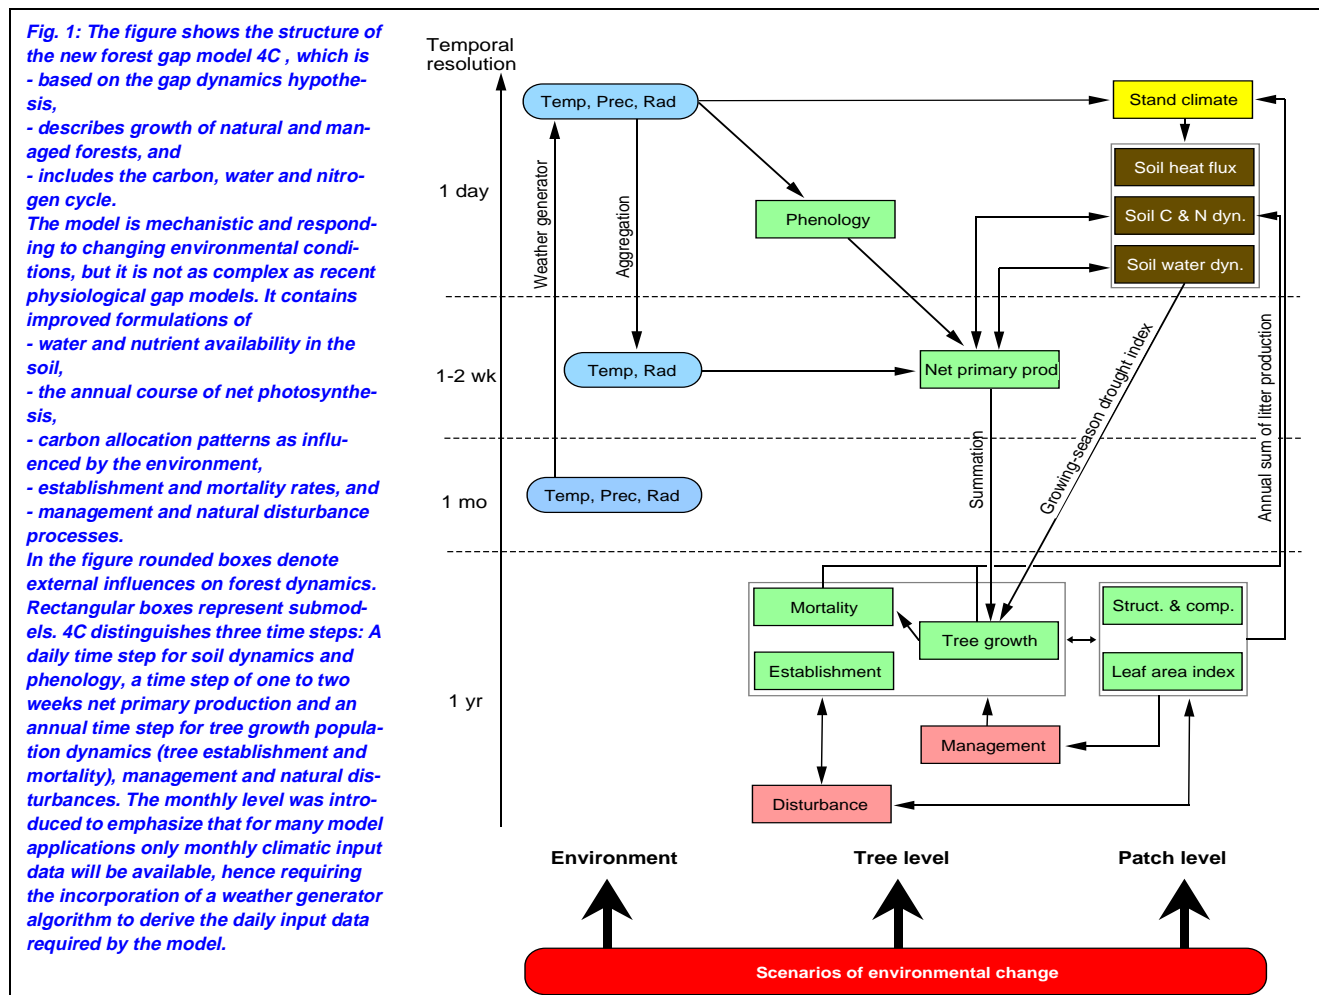 Fig. 1: The figure shows the structure of
the new forest gap model 4C , which is
- based on the gap dynamics hypothe-
sis,
- describes growth of natural and man-
aged forests, and
- includes the carbon, water and nitro-
gen cycle.
The model is mechanistic and respond-
ing to changing environmental condi-
tions, but it is not as complex as recent
physiological gap models. It contains
improved formulations of
- water and nutrient availability in the
soil,
- the annual course of net photosynthe-
sis,
- carbon allocation patterns as influ-
enced by the environment,
- establishment and mortality rates, and
- management and natural disturbance
processes.
In the figure rounded boxes denote
external influences on forest dynamics.
Rectangular boxes represent submod-
els. 4C distinguishes three time steps: A
daily time step for soil dynamics and
phenology, a time step of one to two
weeks net primary production and an
annual time step for tree growth popula-
tion dynamics (tree establishment and
mortality), management and natural dis-
turbances. The monthly level was intro-
duced to emphasize that for many model
applications only monthly climatic input
data will be available, hence requiring
the incorporation of a weather generator
algorithm to derive the daily input data
required by the model.
Temporal
resolution
Temp, Prec, Rad
Stand climate
Soil heat flux
1 day
Phenology
Soil C & N dyn.
Soil water dyn.
Weather generator
Aggregation
1-2 wk
Temp, Rad
Net primary prod
Growing-season drought index
Annual sum of litter production
Summation
1 mo
Temp, Prec, Rad
Mortality
Tree growth
Establishment
Struct. & comp.
Leaf area index
1 yr
Management
Disturbance
Environment
Tree level
Patch level
Scenarios of environmental change